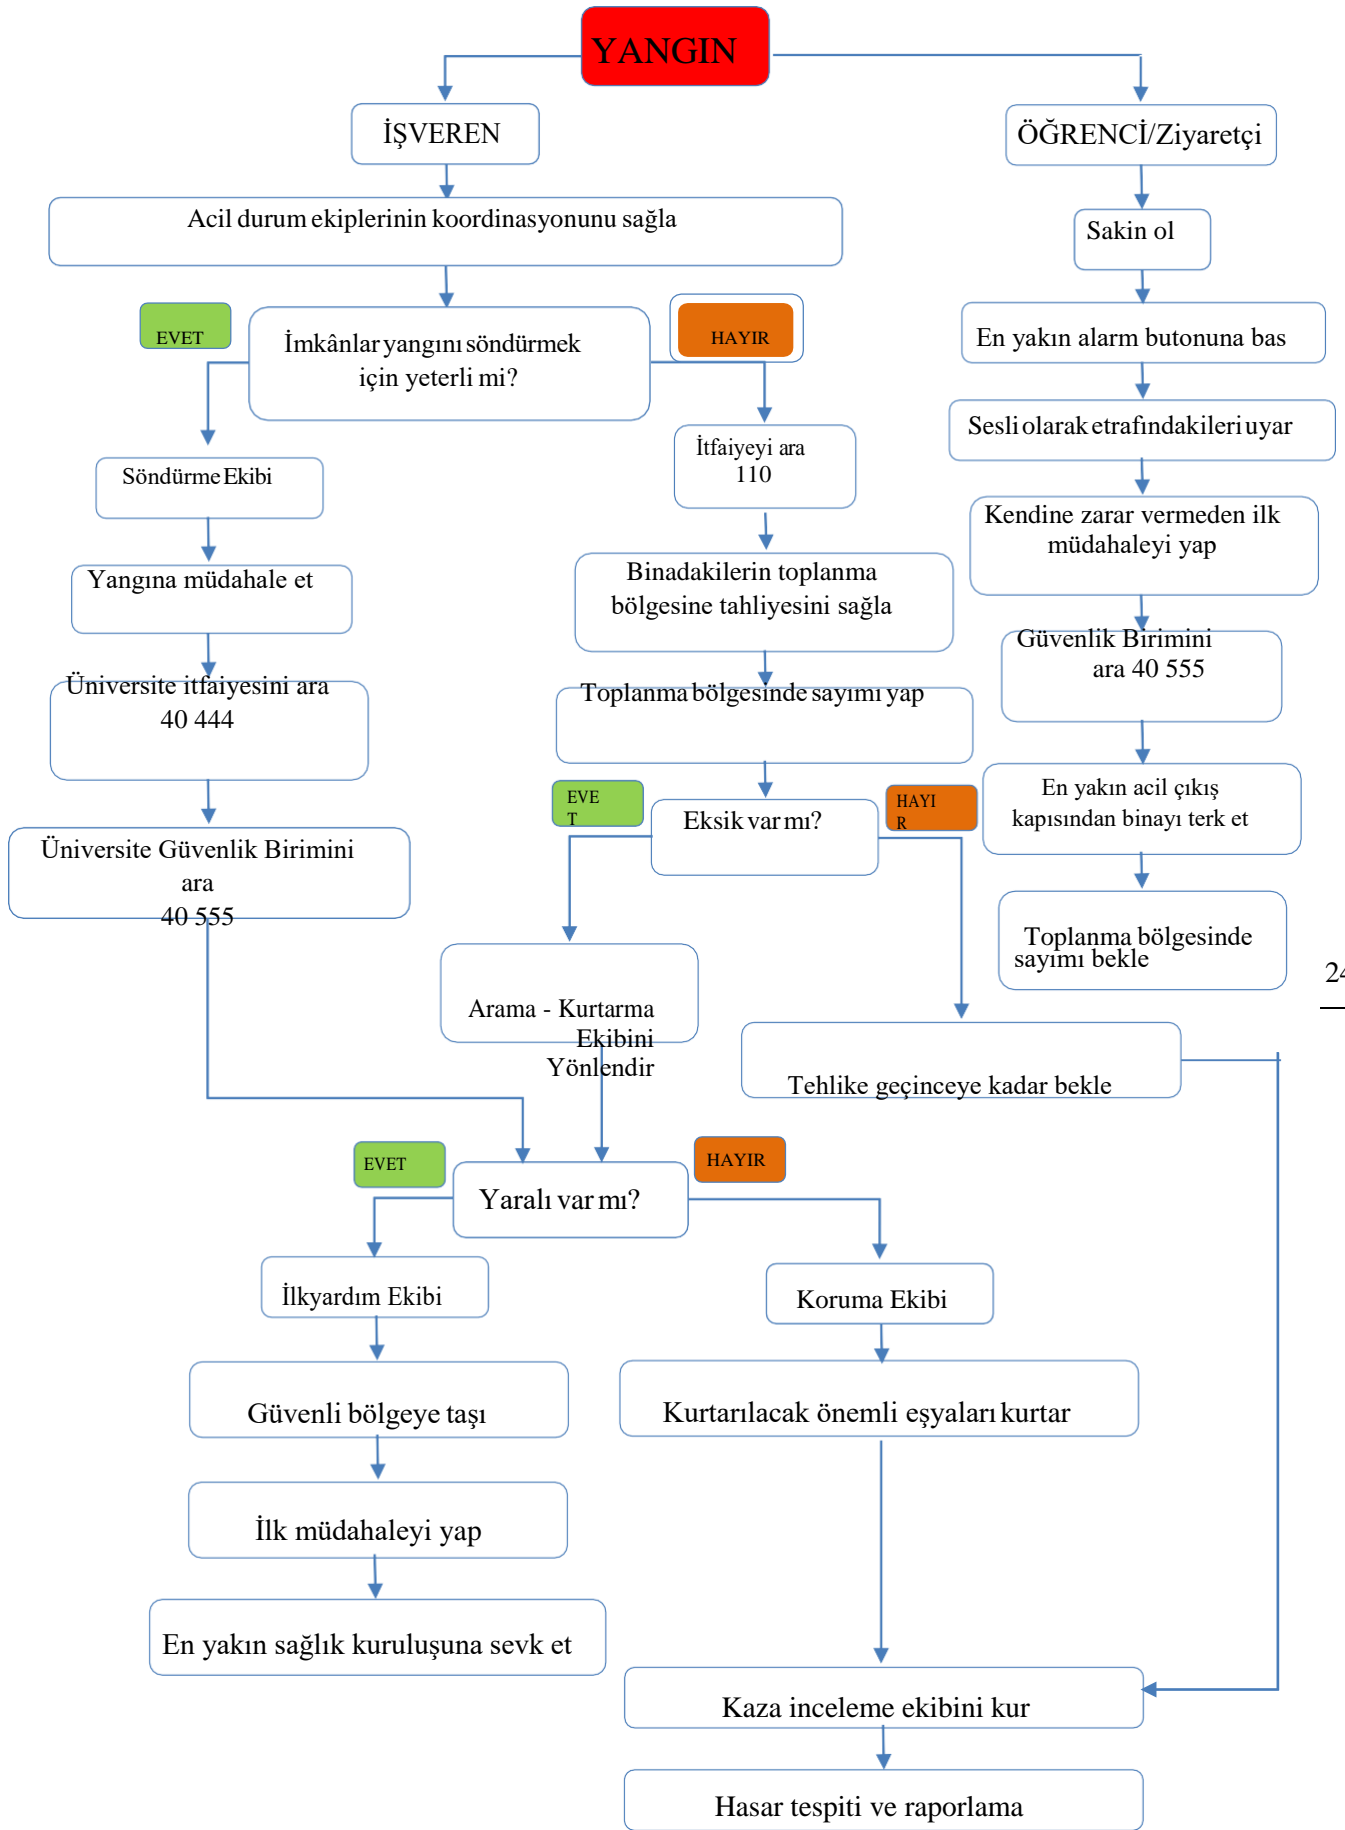 YANGIN
İŞVEREN
ÖĞRENCİ/Ziyaretçi
Acil durum ekiplerinin koordinasyonunu sağla
Sakin ol
EVET
İmkânlar yangını söndürmek
için yeterli mi?
HAYIR
En yakın alarm butonuna bas
Sesli olarak etrafındakileri uyar
Söndürme Ekibi
İtfaiyeyi ara
110
Kendine zarar vermeden ilk
müdahaleyi yap
Yangına müdahale et
Binadakilerin toplanma
bölgesine tahliyesini sağla
Güvenlik Birimini
ara 40 555
Üniversite itfaiyesini ara
40 444
Toplanma bölgesinde sayımı yap
En yakın acil çıkış
kapısından binayı terk et
EVE
T
Eksik var mı?
HAYI
R
Üniversite Güvenlik Birimini
ara
40 555
Toplanma bölgesinde
sayımı bekle
24
Arama - Kurtarma
Ekibini
Yönlendir
Tehlike geçinceye kadar bekle
EVET
Yaralı var mı?
HAYIR
İlkyardım Ekibi
Koruma Ekibi
Güvenli bölgeye taşı
Kurtarılacak önemli eşyaları kurtar
İlk müdahaleyi yap
En yakın sağlık kuruluşuna sevk et
Kaza inceleme ekibini kur
Hasar tespiti ve raporlama